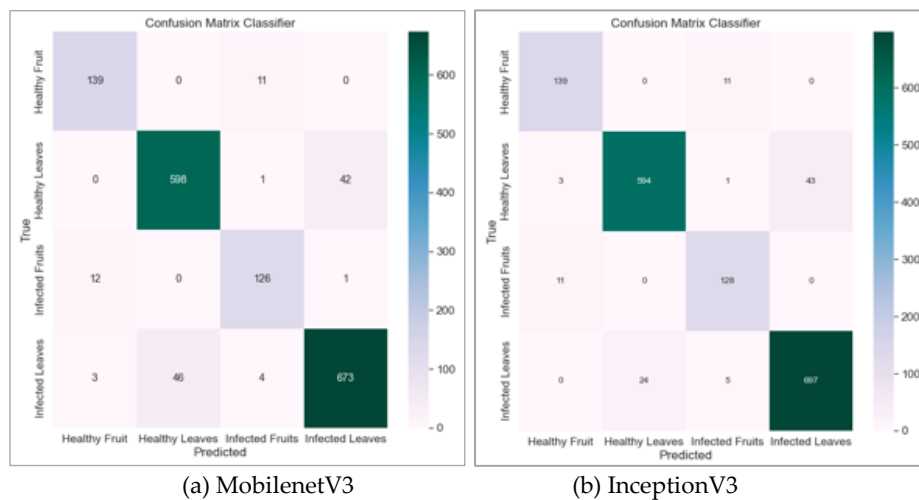 Confusion Matrix Classifier
Healthy Fruit 139 0 11 0
Healthy Leaves 0 598 1 42
Infected Fruits 12 0 126 1
Infected Leaves 3 46 4 673
True
Healthy Fruit Healthy Leaves Infected Fruits Infected Leaves
Predicted
600
500
400
300
200
100
0
(a) MobilenetV3
Confusion Matrix Classifier
Healthy Fruit 139 0 11 0
Healthy Leaves 3 594 1 43
Infected Fruits 11 0 128 0
Infected Leaves 0 24 5 697
True
Healthy Fruit Healthy Leaves Infected Fruits Infected Leaves
Predicted
600
500
400
300
200
100
0
(b) InceptionV3